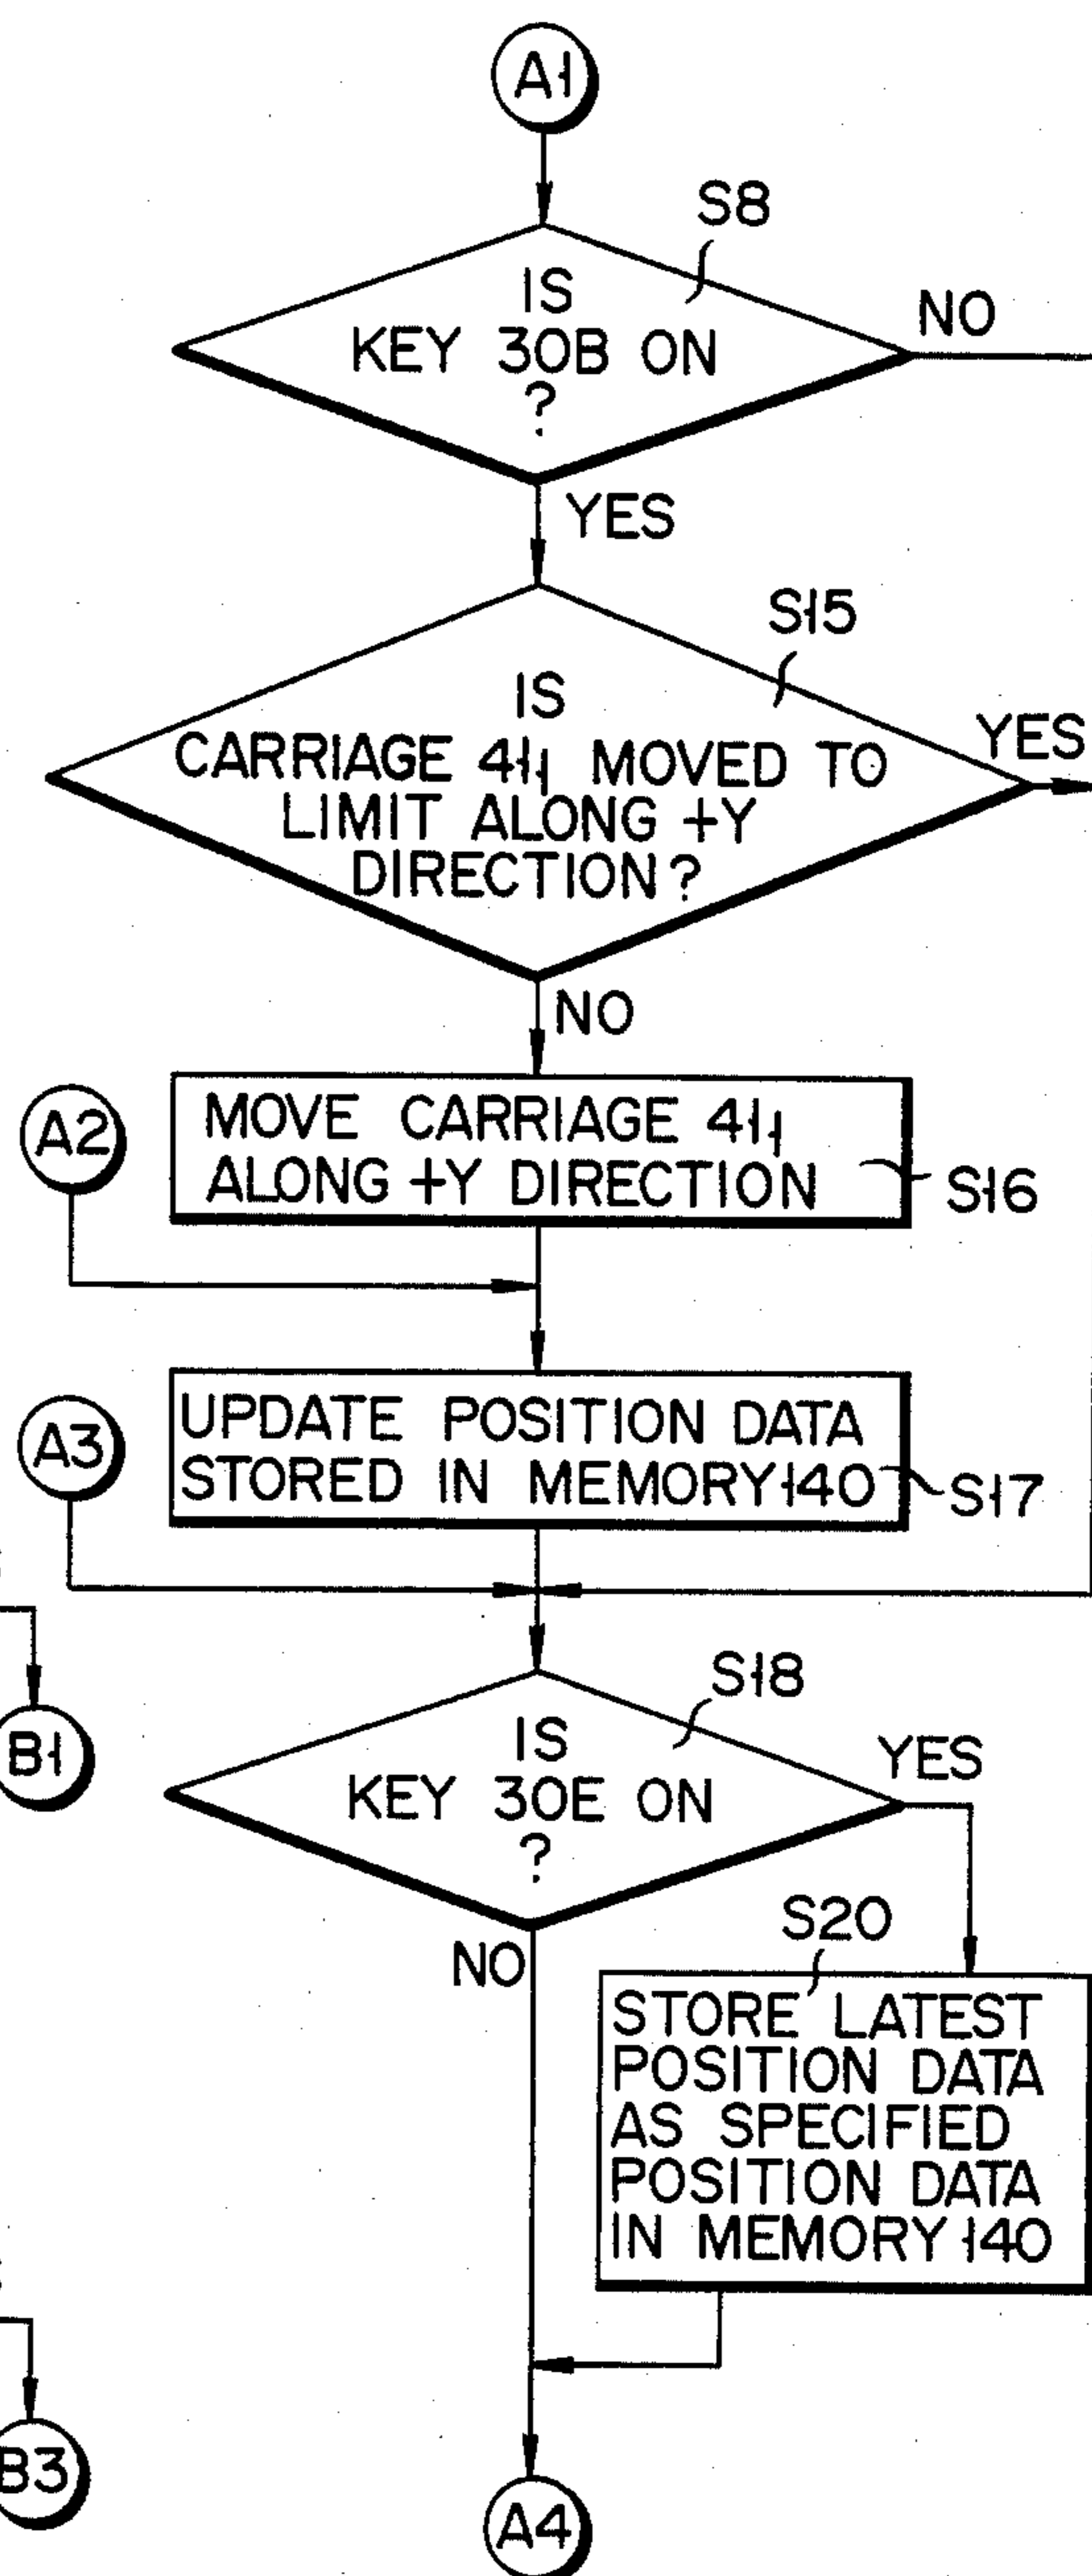 A1
S8
IS
KEY 30B ON
?
NO
YES
S15
IS
CARRIAGE 41₁ MOVED TO
LIMIT ALONG +Y
DIRECTION?
YES
NO
A2
MOVE CARRIAGE 41₁
ALONG +Y DIRECTION
S16
A3
UPDATE POSITION DATA
STORED IN MEMORY 140
S17
S18
IS
KEY 30E ON
?
YES
B1
NO
S20
STORE LATEST
POSITION DATA
AS SPECIFIED
POSITION DATA
IN MEMORY 140
B3
A4